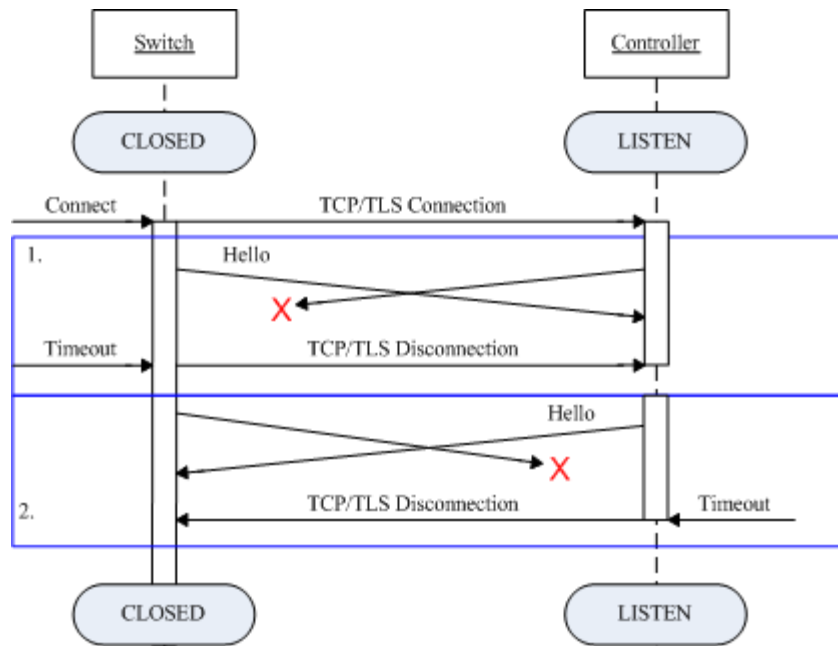 Switch
Controller
CLOSED
LISTEN
Connect
TCP/TLS Connection
1.
Hello
X
Timeout
TCP/TLS Disconnection
Hello
X
2.
TCP/TLS Disconnection
Timeout
CLOSED
LISTEN